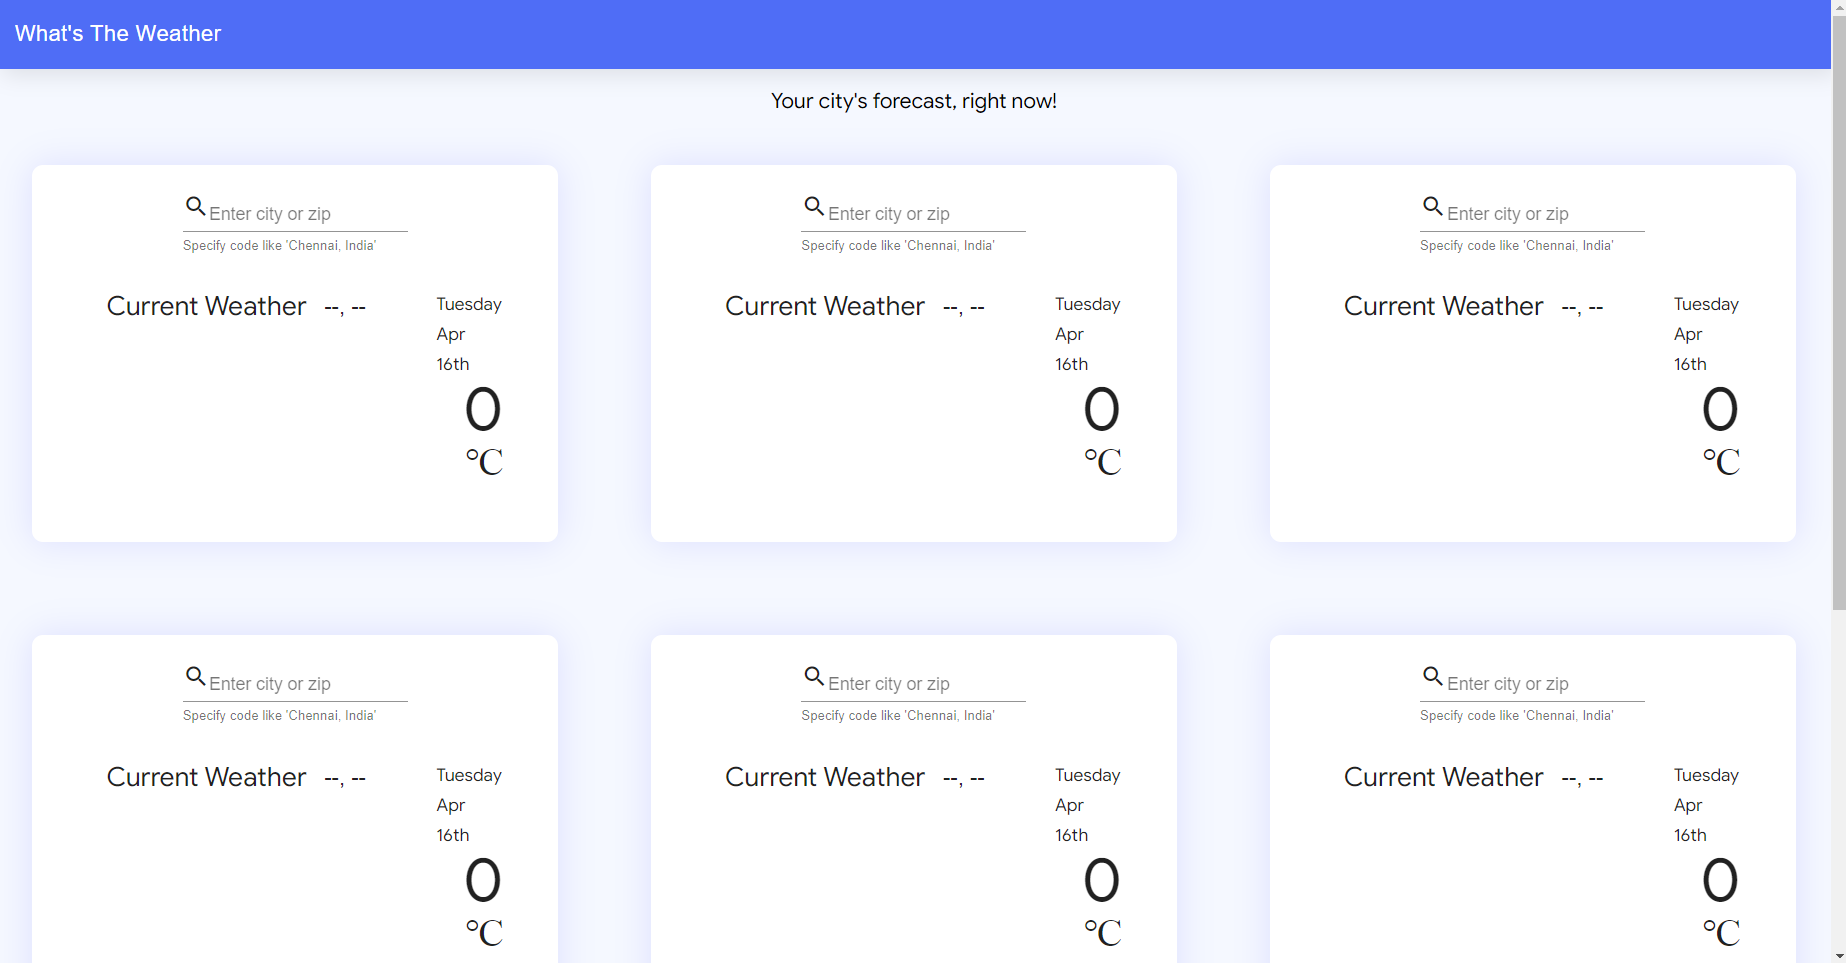 What's The Weather
Your city's forecast, right now!
Enter city or zip
Specify code like 'Chennai, India'
Current Weather --, --
Tuesday
Apr
16th
0
°C
Enter city or zip
Specify code like 'Chennai, India'
Current Weather --, --
Tuesday
Apr
16th
0
°C
Enter city or zip
Specify code like 'Chennai, India'
Current Weather --, --
Tuesday
Apr
16th
0
°C
Enter city or zip
Specify code like 'Chennai, India'
Current Weather --, --
Tuesday
Apr
16th
0
°C
Enter city or zip
Specify code like 'Chennai, India'
Current Weather --, --
Tuesday
Apr
16th
0
°C
Enter city or zip
Specify code like 'Chennai, India'
Current Weather --, --
Tuesday
Apr
16th
0
°C